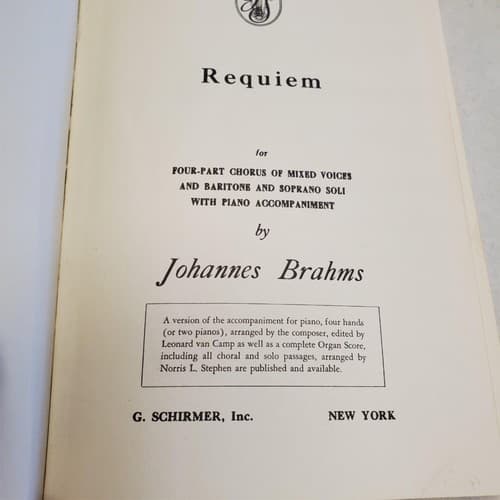 Requiem
for
FOUR-PART CHORUS OF MIXED VOICES
AND BARITONE AND SOPRANO SOLI
WITH PIANO ACCOMPANIMENT
by
Johannes Brahms
A version of the accompaniment for piano, four hands
(or two pianos), arranged by the composer, edited by
Leonard van Camp as well as a complete Organ Score,
including all choral and solo passages, arranged by
Norris L. Stephen are published and available.
G. SCHIRMER, Inc. NEW YORK